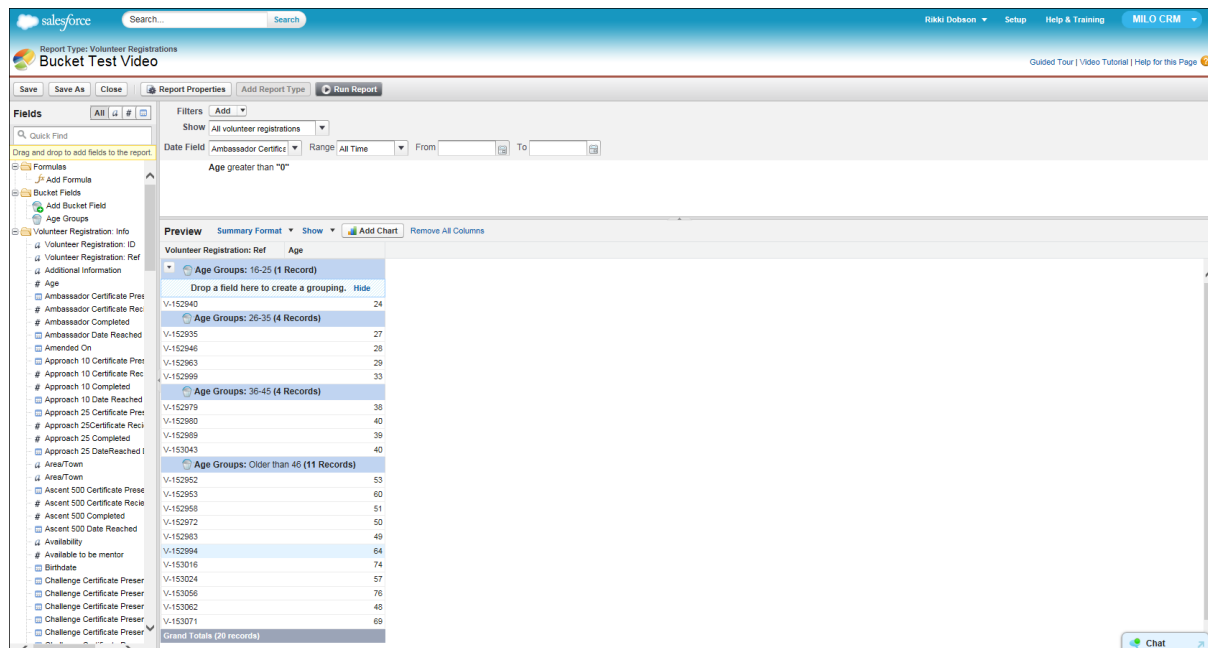 salesforce
Search...
Search
Rikki Dobson
Setup
Help & Training
MILO CRM
Report Type: Volunteer Registrations
Bucket Test Video
Guided Tour | Video Tutorial | Help for this Page
Save
Save As
Close
Report Properties
Add Report Type
Run Report
Fields
All
a
#
Filters
Add
Quick Find
Show
All volunteer registrations
Drag and drop to add fields to the report.
Date Field
Ambassador Certifica
Range
All Time
From
To
Age greater than "0"
Formulas
fx Add Formula
Bucket Fields
Add Bucket Field
Age Groups
Volunteer Registration: Info
a Volunteer Registration: ID
a Volunteer Registration: Ref
a Additional Information
# Age
Ambassador Certificate Pres
# Ambassador Certificate Reci
# Ambassador Completed
Ambassador Date Reached
Amended On
Approach 10 Certificate Pres
# Approach 10 Certificate Rec
# Approach 10 Completed
Approach 10 Date Reached
Approach 25 Certificate Pres
# Approach 25Certificate Reci
# Approach 25 Completed
Approach 25 DateReached
a Area/Town
a Area/Town
Ascent 500 Certificate Prese
# Ascent 500 Certificate Recie
# Ascent 500 Completed
Ascent 500 Date Reached
a Availability
# Available to be mentor
Birthdate
Challenge Certificate Preser
Challenge Certificate Preser
Challenge Certificate Preser
Challenge Certificate Preser
Challenge Certificate Preser
Preview
Summary Format
Show
Add Chart
Remove All Columns
Volunteer Registration: Ref
Age
Age Groups: 16-25 (1 Record)
Drop a field here to create a grouping. Hide
V-152940 24
Age Groups: 26-35 (4 Records)
V-152935 27
V-152946 28
V-152963 29
V-152999 33
Age Groups: 36-45 (4 Records)
V-152979 38
V-152980 40
V-152989 39
V-153043 40
Age Groups: Older than 46 (11 Records)
V-152952 53
V-152953 60
V-152958 51
V-152972 50
V-152983 49
V-152994 64
V-153016 74
V-153024 57
V-153056 76
V-153062 48
V-153071 69
Grand Totals (20 records)
Chat